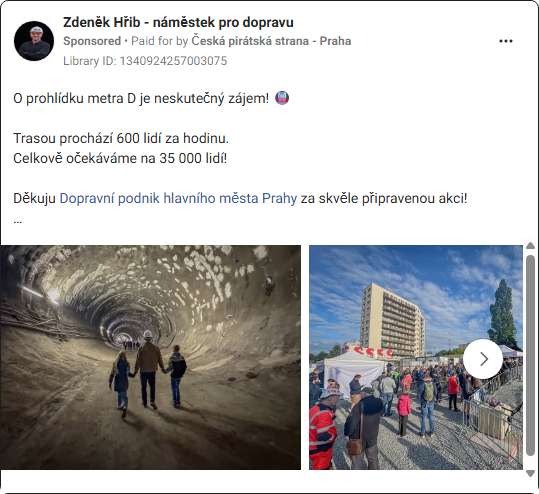 Zdeněk Hřib - náměstek pro dopravu
Sponsored • Paid for by Česká pirátská strana - Praha
Library ID: 1340924257003075
O prohlídku metra D je neskutečný zájem!
Trasou prochází 600 lidí za hodinu.
Celkově očekáváme na 35 000 lidí!
Děkuju Dopravní podnik hlavního města Prahy za skvěle připravenou akci!
...